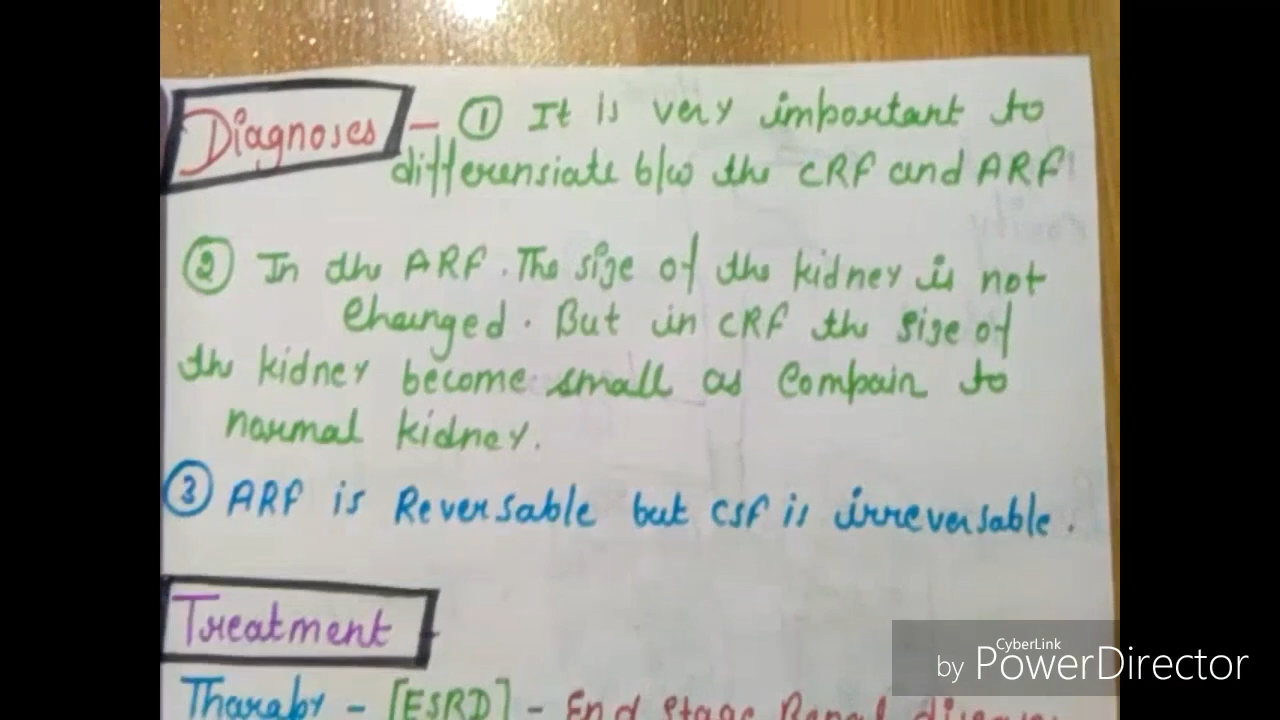 Diagnoses - ① It is very important to
differensiate b/w the CRF and ARF
② In the ARF. The size of the kidney is not
Changed. But in CRF the size of
the kidney become small as Compain to
normal kidney.
③ ARF is Reversable but CSF is irreversable.
Treatment
Tharaby - [ESRD] - End Stage Renal disease
CyberLink
by PowerDirector